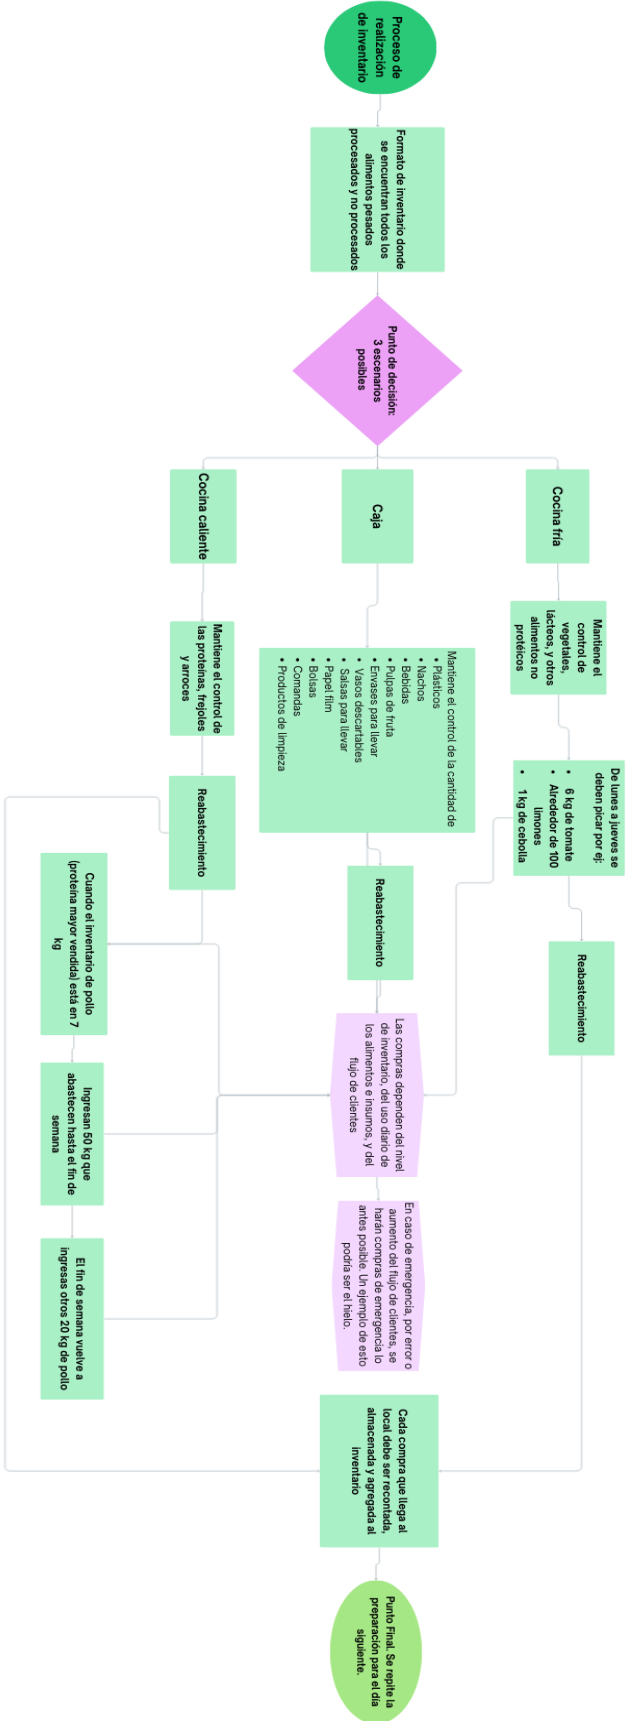 Proceso de
realización
de inventario
Formato de inventario donde
se encuentran todos los
alimentos pesados
procesados y no procesados
Punto de decisión:
3 escenarios
posibles
Cocina fría
Mantiene el
control de
vegetales,
lácteos, y otros
alimentos no
protéicos
De lunes a jueves se
deben picar por ej:
• 6 kg de tomate
• Alrededor de 100
limones
• 1 kg de cebolla
Reabastecimiento
Caja
Mantiene el control de la cantidad de
• Plásticos
• Nachos
• Bebidas
• Pulpas de fruta
• Envases para llevar
• Vasos descartables
• Salsas para llevar
• Papel film
• Bolsas
• Comandas
• Productos de limpieza
Reabastecimiento
Las compras dependen del nivel
de inventario, del uso diario de
los alimentos e insumos, y del
flujo de clientes
En caso de emergencia, por error o
aumento del flujo de clientes, se
harán compras de emergencia lo
antes posible. Un ejemplo de esto
podría ser el hielo.
Cocina caliente
Mantiene el control de
las proteínas, frejoles
y arroces
Reabastecimiento
Cuando el inventario de pollo
(proteína mayor vendida) está en 7
kg
Ingresan 50 kg que
abastecen hasta el fin de
semana
El fin de semana vuelve a
ingresas otros 20 kg de pollo
Cada compra que llega al
local debe ser recontada,
almacenada y agregada al
inventario
Punto Final. Se repite la
preparación para el día
siguiente.